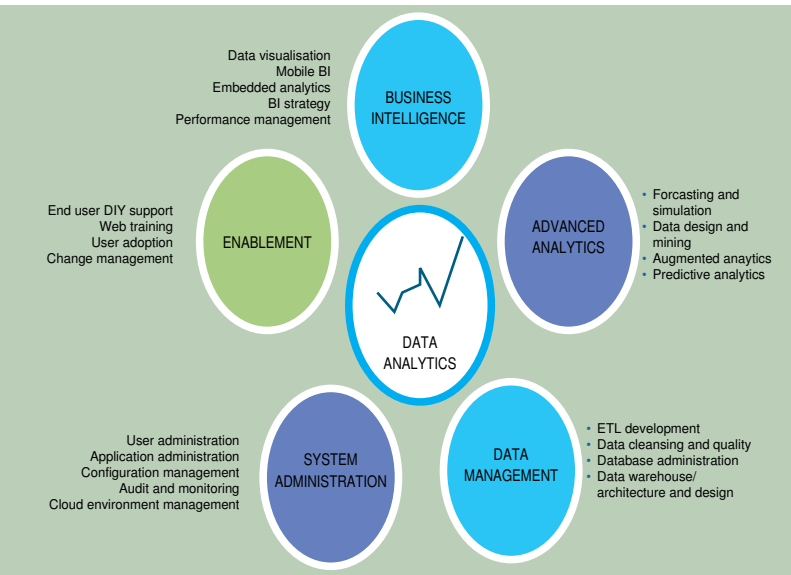 Data visualisation
Mobile BI
Embedded analytics
BI strategy
Performance management
BUSINESS
INTELLIGENCE
End user DIY support
Web training
User adoption
Change management
ENABLEMENT
ADVANCED
ANALYTICS
• Forcasting and
simulation
• Data design and
mining
• Augmented anaytics
• Predictive analytics
DATA
ANALYTICS
User administration
Application administration
Configuration management
Audit and monitoring
Cloud environment management
SYSTEM
ADMINISTRATION
DATA
MANAGEMENT
• ETL development
• Data cleansing and quality
• Database administration
• Data warehouse/
architecture and design